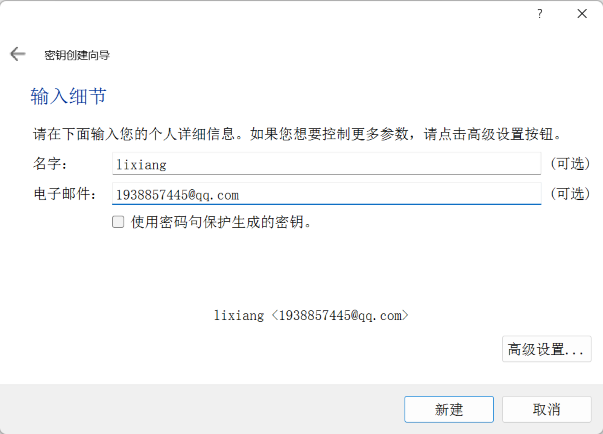 ?
密钥创建向导
输入细节
请在下面输入您的个人详细信息。如果您想要控制更多参数，请点击高级设置按钮。
名字： lixiang (可选)
电子邮件： 1938857445@qq.com (可选)
使用密码句保护生成的密钥。
lixiang <1938857445@qq.com>
高级设置...
新建 取消